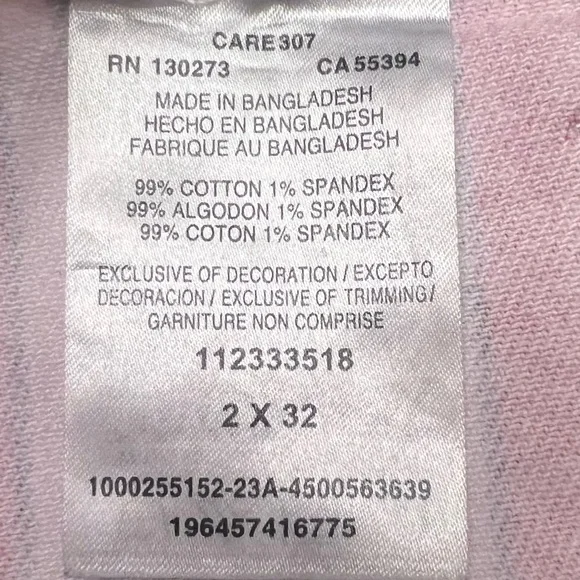 CARE307
RN 130273 CA 55394
MADE IN BANGLADESH
HECHO EN BANGLADESH
FABRIQUE AU BANGLADESH
99% COTTON 1% SPANDEX
99% ALGODON 1% SPANDEX
99% COTON 1% SPANDEX
EXCLUSIVE OF DECORATION / EXCEPTO
DECORACION / EXCLUSIVE OF TRIMMING/
GARNITURE NON COMPRISE
112333518
2 X 32
1000255152-23A-4500563639
196457416775